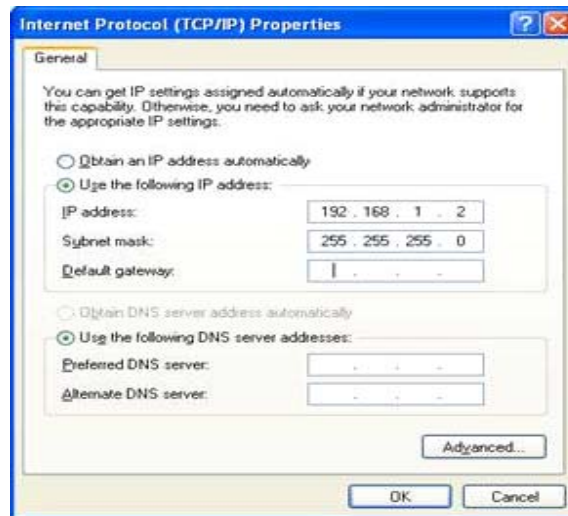 Internet Protocol (TCP/IP) Properties
General
You can get IP settings assigned automatically if your network supports
this capability. Otherwise, you need to ask your network administrator for
the appropriate IP settings.
Obtain an IP address automatically
Use the following IP address:
IP address: 192 . 168 . 1 . 2
Subnet mask: 255 . 255 . 255 . 0
Default gateway: . . .
Obtain DNS server address automatically
Use the following DNS server addresses:
Preferred DNS server: . . .
Alternate DNS server: . . .
Advanced...
OK Cancel